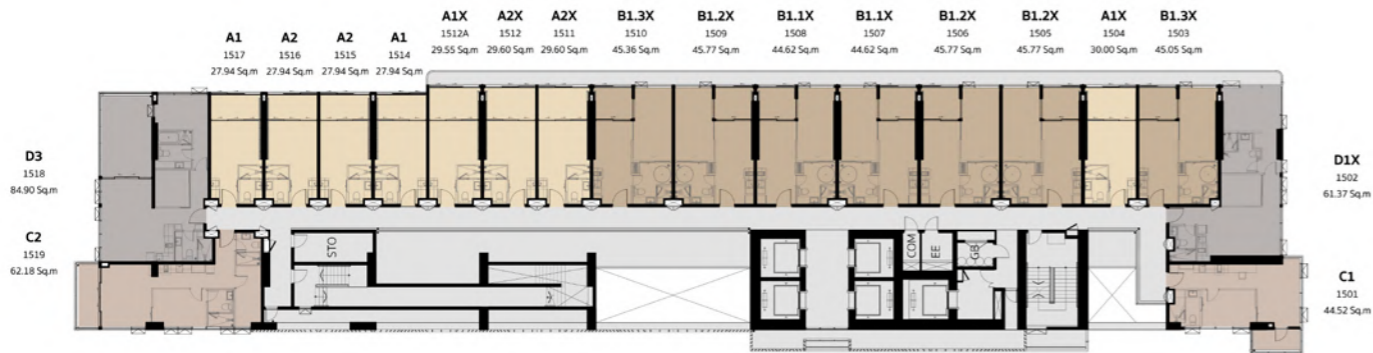 A1
1517
27.94 Sq.m
A2
1516
27.94 Sq.m
A2
1515
27.94 Sq.m
A1
1514
27.94 Sq.m
A1X
1512A
29.55 Sq.m
A2X
1512
29.60 Sq.m
A2X
1511
29.60 Sq.m
B1.3X
1510
45.36 Sq.m
B1.2X
1509
45.77 Sq.m
B1.1X
1508
44.62 Sq.m
B1.1X
1507
44.62 Sq.m
B1.2X
1506
45.77 Sq.m
B1.2X
1505
45.77 Sq.m
A1X
1504
30.00 Sq.m
B1.3X
1503
45.05 Sq.m
D3
1518
84.90 Sq.m
C2
1519
62.18 Sq.m
STO
COM
EE
GB
D1X
1502
61.37 Sq.m
C1
1501
44.52 Sq.m